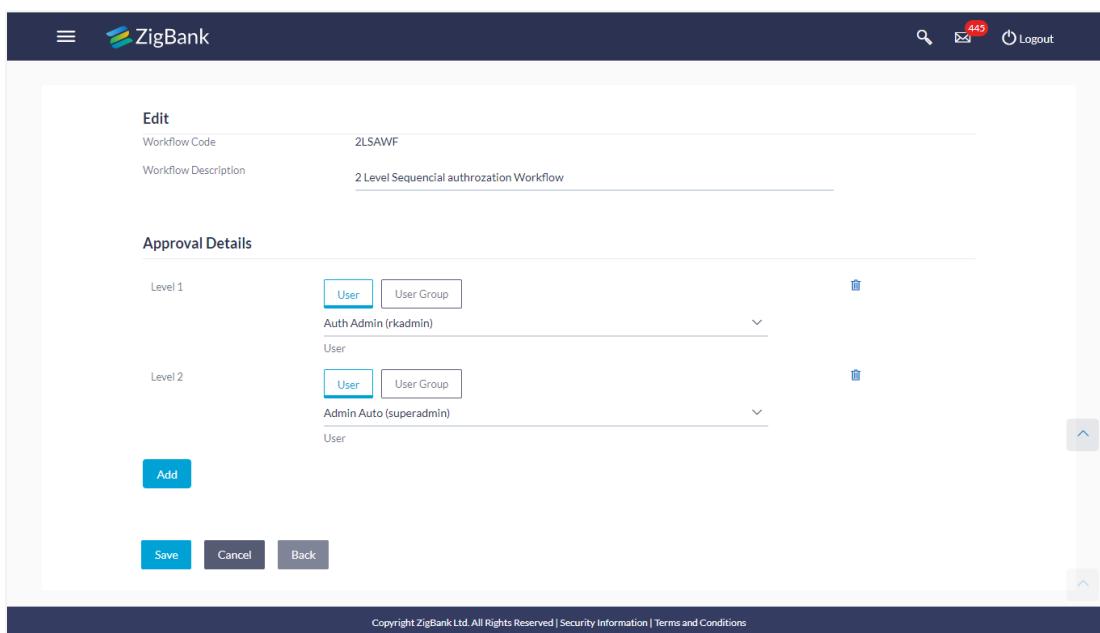 ZigBank
445
Logout
Edit
Workflow Code 2LSAWF
Workflow Description
2 Level Sequencial authrozation Workflow
Approval Details
Level 1
User User Group
Auth Admin (rkadmin)
User
Level 2
User User Group
Admin Auto (superadmin)
User
Add
Save Cancel Back
Copyright ZigBank Ltd. All Rights Reserved | Security Information | Terms and Conditions